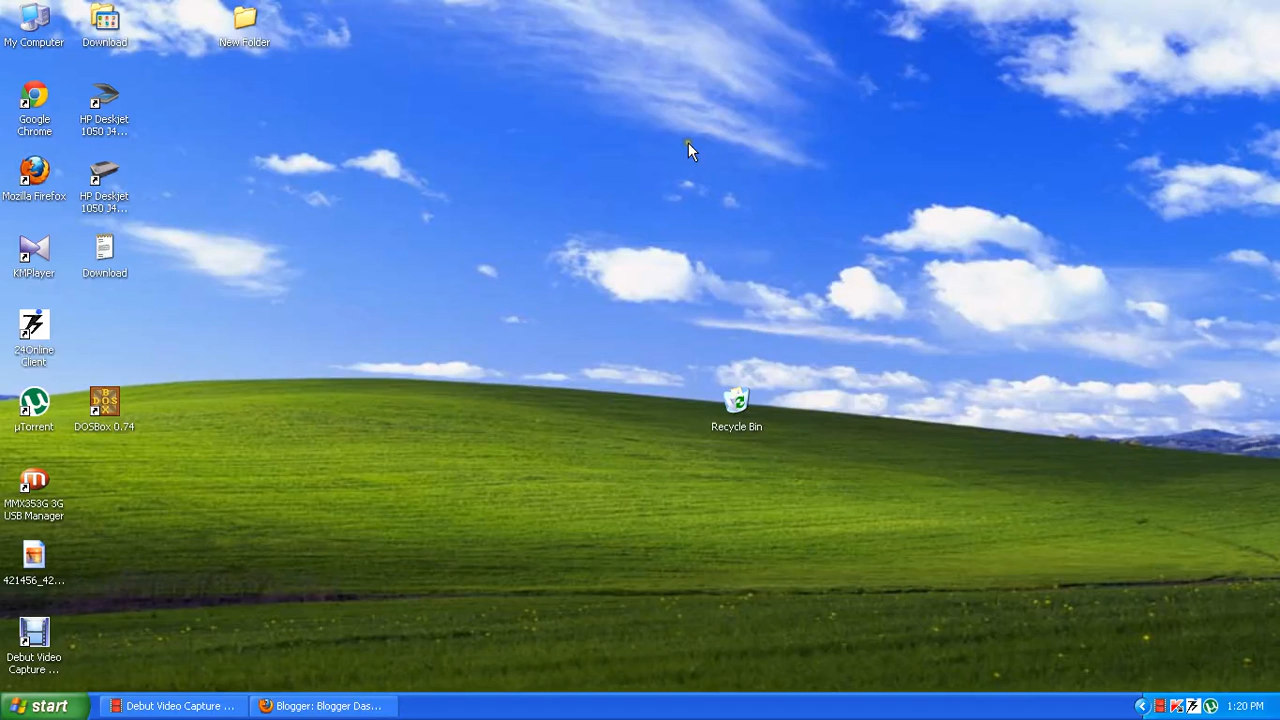 My Computer
Download
New Folder
Google
Chrome
HP Deskjet
1050 J4...
Mozilla Firefox
HP Deskjet
1050 J4...
KMPlayer
Download
24Online
Client
µTorrent
DOSBox 0.74
Recycle Bin
MMX353G 3G
USB Manager
421456_42...
Debut Video
Capture ...
start
Debut Video Capture ...
Blogger: Blogger Das...
1:20 PM